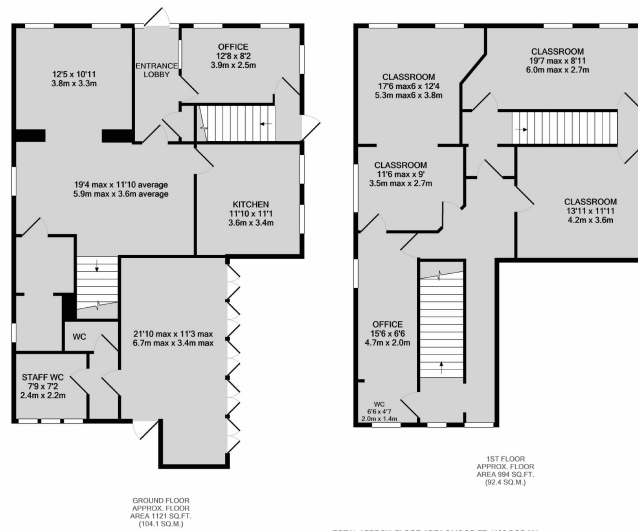 12'5 x 10'11
3.8m x 3.3m
ENTRANCE
LOBBY
OFFICE
12'8 x 8'2
3.9m x 2.5m
19'4 max x 11'10 average
5.9m max x 3.6m average
KITCHEN
11'10 x 11'1
3.6m x 3.4m
WC
21'10 max x 11'3 max
6.7m max x 3.4m max
STAFF WC
7'9 x 7'2
2.4m x 2.2m
GROUND FLOOR
APPROX. FLOOR
AREA 1121 SQ.FT.
(104.1 SQ.M.)
CLASSROOM
17'6 max6 x 12'4
5.3m max6 x 3.8m
CLASSROOM
19'7 max x 8'11
6.0m max x 2.7m
CLASSROOM
11'6 max x 9'
3.5m max x 2.7m
CLASSROOM
13'11 x 11'11
4.2m x 3.6m
OFFICE
15'6 x 6'6
4.7m x 2.0m
WC
6'6 x 4'7
2.0m x 1.4m
1ST FLOOR
APPROX. FLOOR
AREA 994 SQ.FT.
(92.4 SQ.M.)